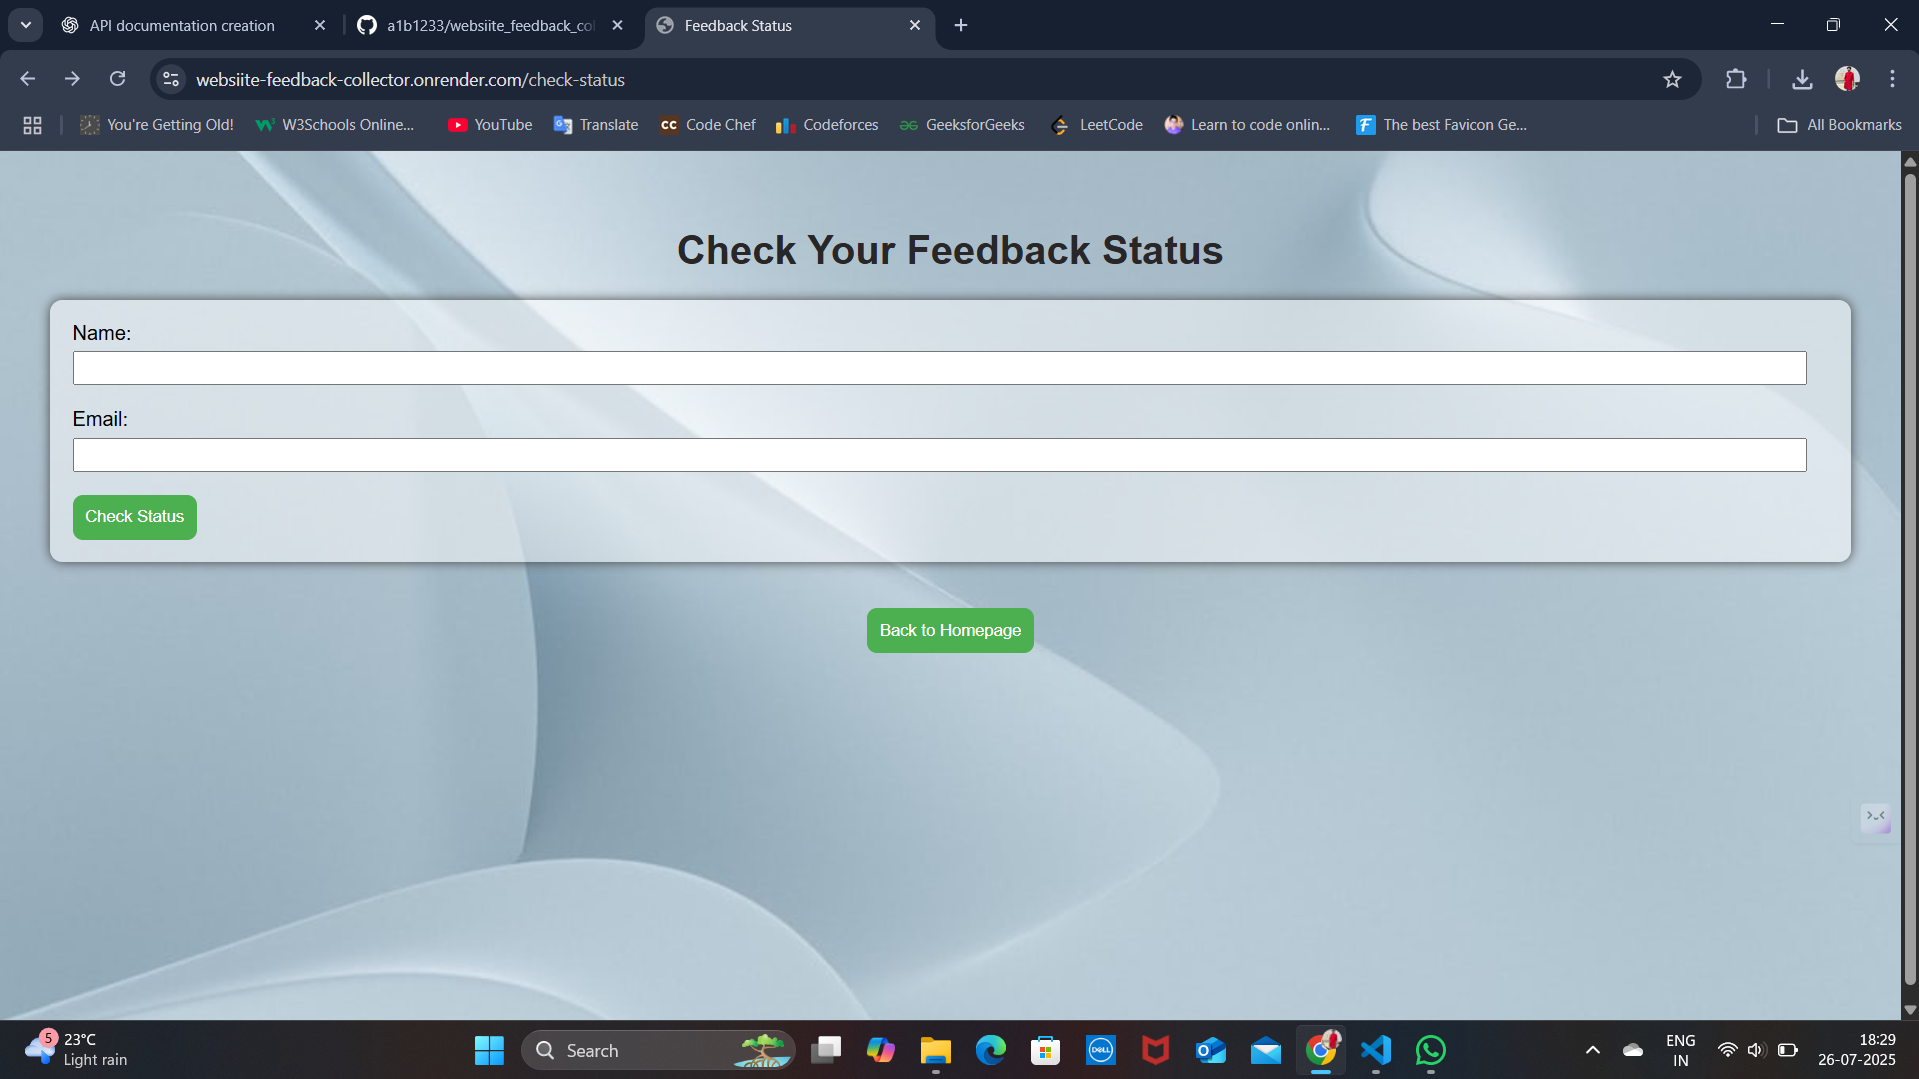 API documentation creation
a1b1233/websiite_feedback_co
Feedback Status
websiite-feedback-collector.onrender.com/check-status
You're Getting Old!
W3Schools Online...
YouTube
Translate
CC Code Chef
Codeforces
GeeksforGeeks
LeetCode
Learn to code onlin...
The best Favicon Ge...
All Bookmarks
Check Your Feedback Status
Name:
Email:
Check Status
Back to Homepage
5
23°C
Light rain
Search
DELL
ENG
IN
18:29
26-07-2025